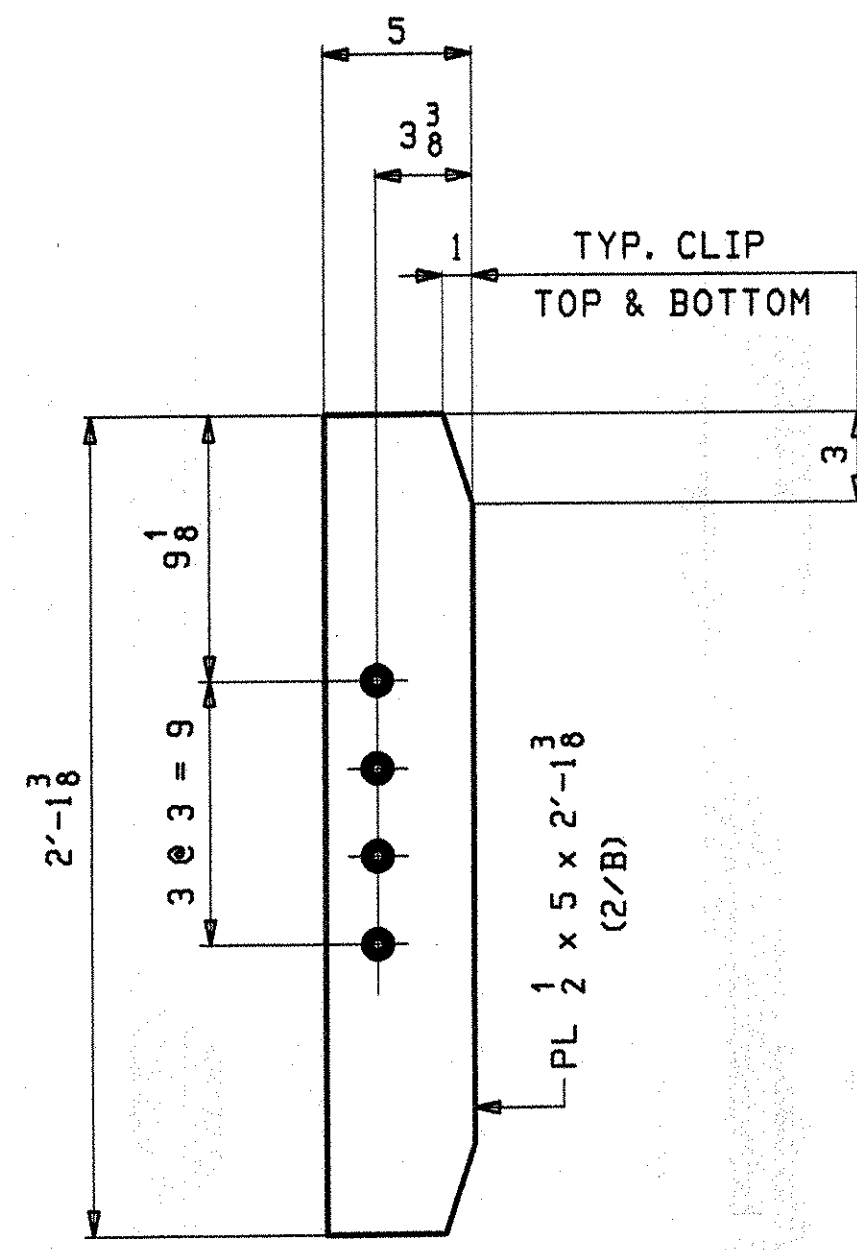 5
3 3/8
1
TYP. CLIP
TOP & BOTTOM
3
9 1/8
3 @ 3 = 9
2'-1 3/8
PL 1/2 x 5 x 2'-1 3/8
(2/B)